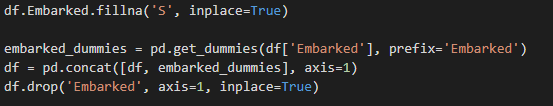 df.Embarked.fillna('S', inplace=True)
embarked_dummies = pd.get_dummies(df['Embarked'], prefix='Embarked')
df = pd.concat([df, embarked_dummies], axis=1)
df.drop('Embarked', axis=1, inplace=True)